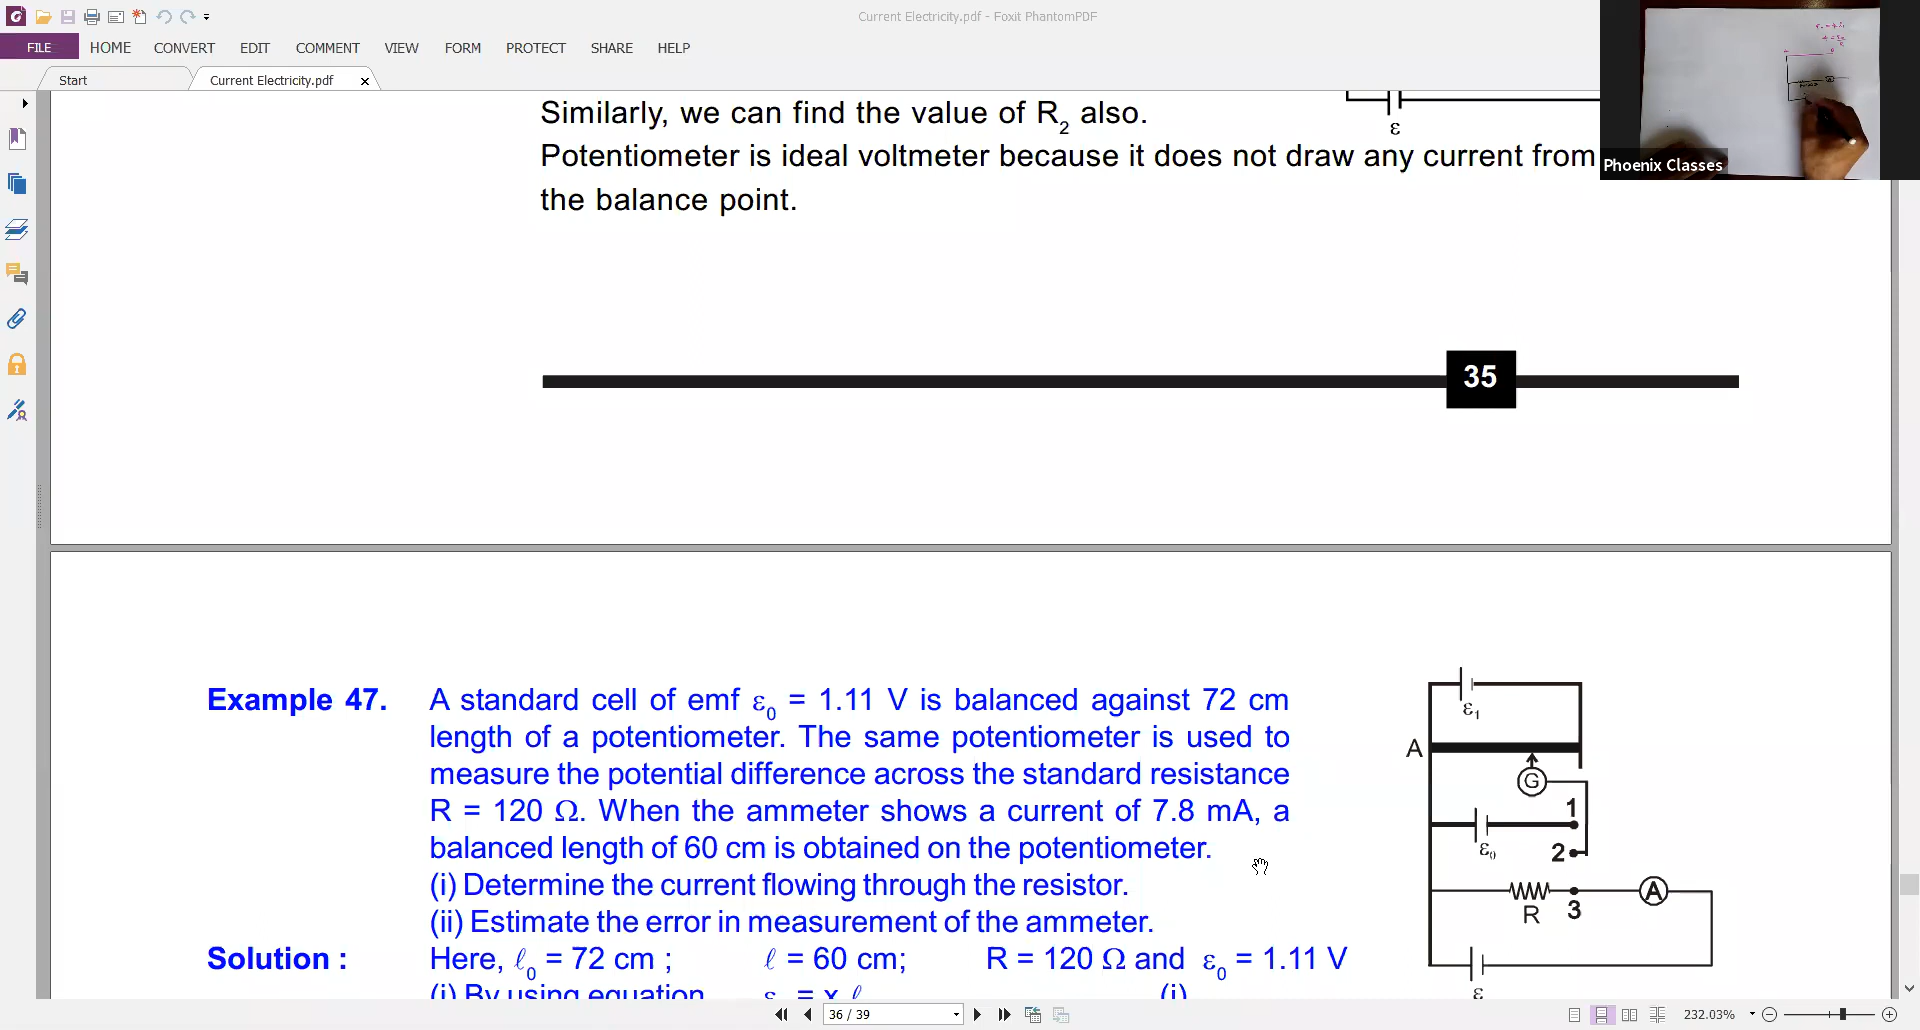 Current Electricity.pdf - Foxit PhantomPDF
FILE HOME CONVERT EDIT COMMENT VIEW FORM PROTECT SHARE HELP
Start Current Electricity.pdf
Similarly, we can find the value of R2 also.
ε
Potentiometer is ideal voltmeter because it does not draw any current from
Phoenix Classes
the balance point.
35
Example 47. A standard cell of emf ε0 = 1.11 V is balanced against 72 cm
length of a potentiometer. The same potentiometer is used to
measure the potential difference across the standard resistance
R = 120 Ω. When the ammeter shows a current of 7.8 mA, a
balanced length of 60 cm is obtained on the potentiometer.
(i) Determine the current flowing through the resistor.
(ii) Estimate the error in measurement of the ammeter.
Solution : Here, ℓ0 = 72 cm ; ℓ = 60 cm; R = 120 Ω and ε0 = 1.11 V
(i) By using equation
(i)
ε1
A
G
1
ε0
2
R
3
A
ε
36 / 39
232.03%